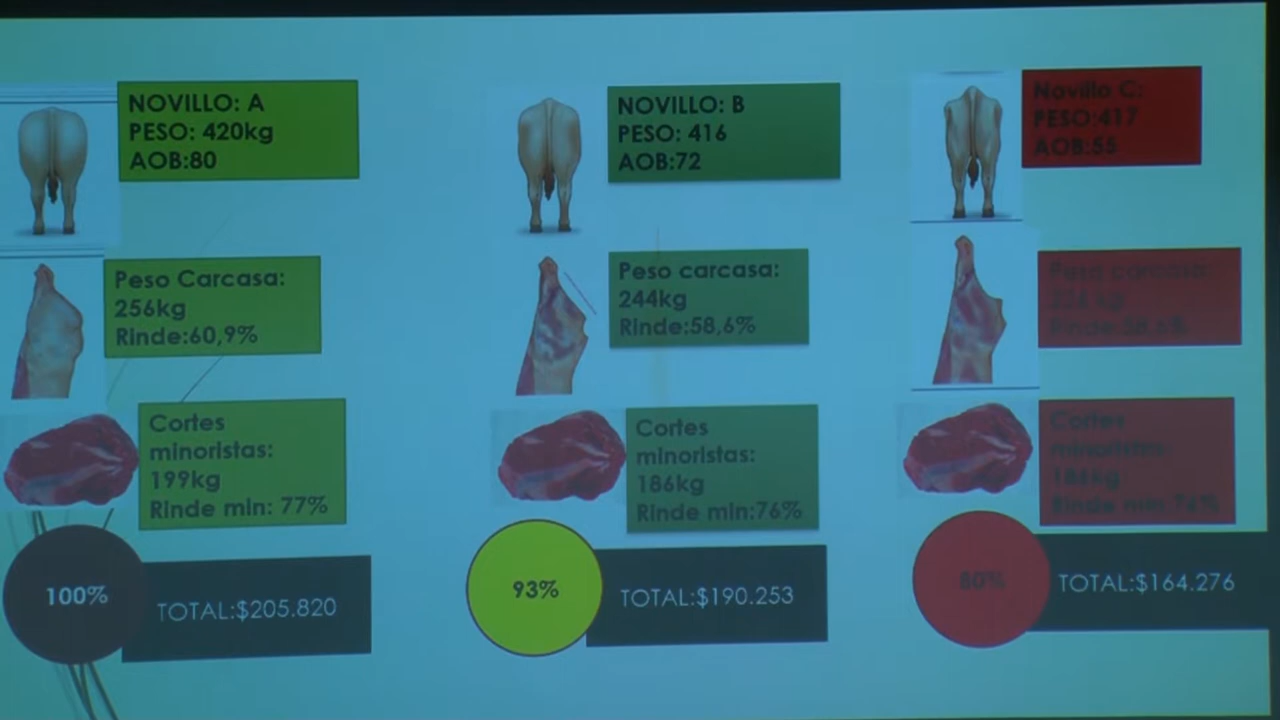 NOVILLO: A
PESO: 420kg
AOB:80
NOVILLO: B
PESO: 416
AOB:72
Novillo C:
PESO:417
AOB:55
Peso Carcasa:
256kg
Rinde:60,9%
Peso carcasa:
244kg
Rinde:58,6%
Peso carcasa:
Cortes
minoristas:
199kg
Rinde min: 77%
Cortes
minoristas:
186kg
Rinde min:76%
Cortes
minoristas:
100%
TOTAL:$205.820
93%
TOTAL:$190.253
80%
TOTAL:$164.276